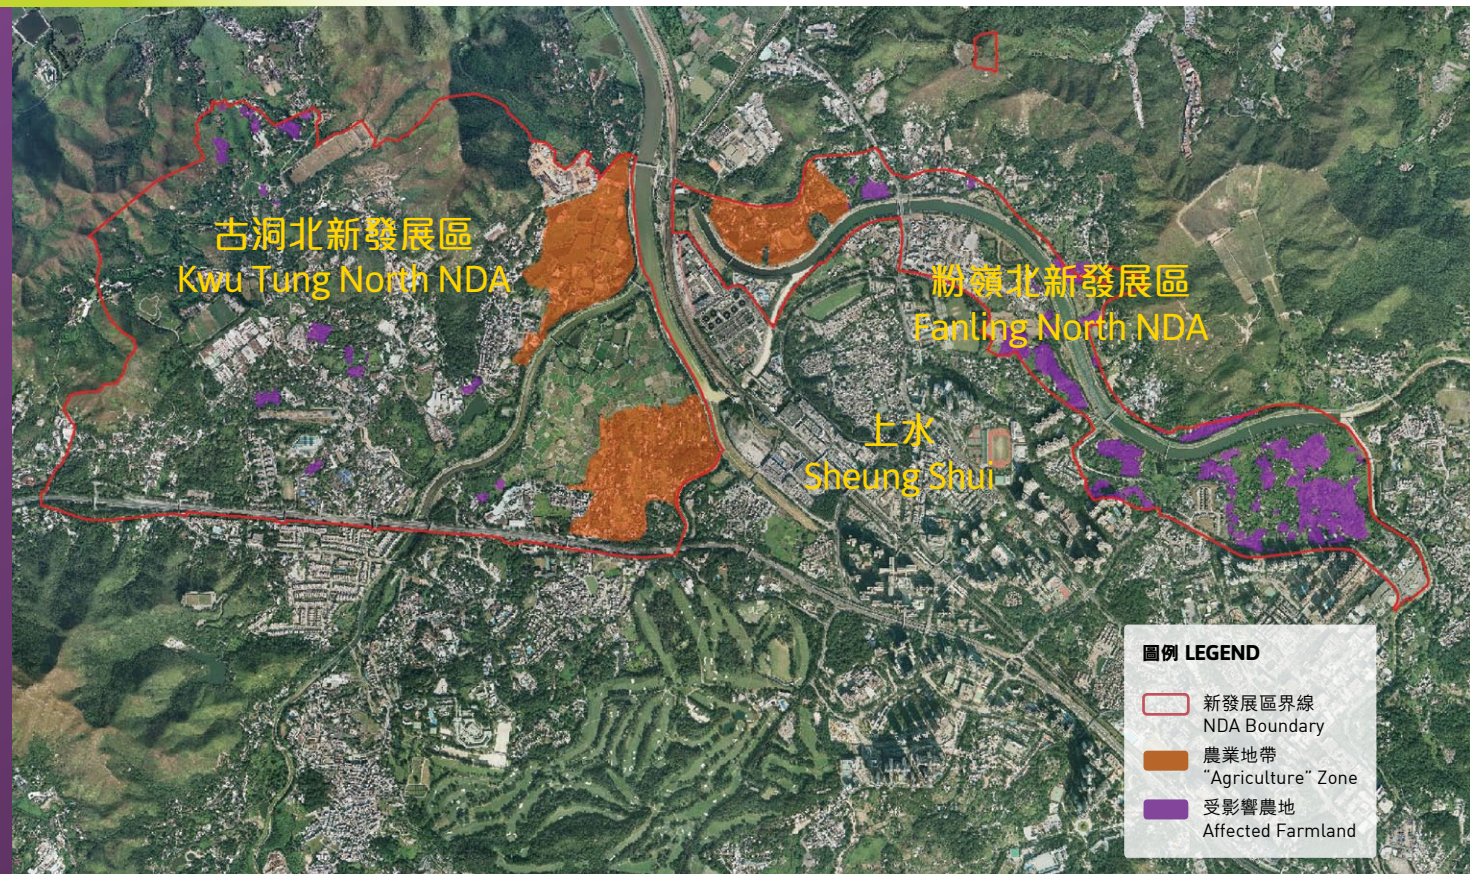 古洞北新發展區
Kwu Tung North NDA
粉嶺北新發展區
Fanling North NDA
上水
Sheung Shui
圖例 LEGEND
新發展區界線
NDA Boundary
農業地帶
“Agriculture” Zone
受影響農地
Affected Farmland